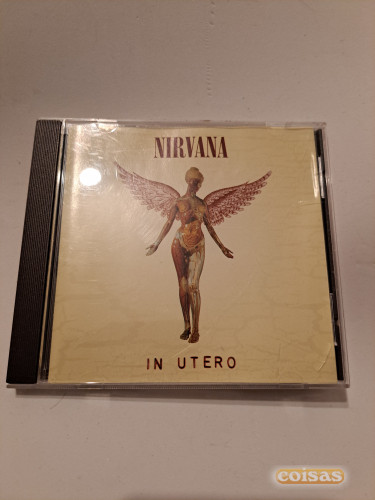 NIRVANA
IN UTERO
coisas